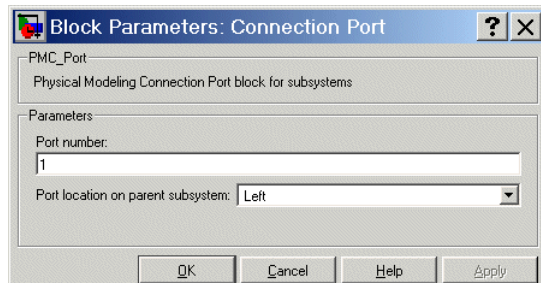 Block Parameters: Connection Port
PMC_Port
Physical Modeling Connection Port block for subsystems
Parameters
Port number:
1
Port location on parent subsystem: Left
OK Cancel Help Apply